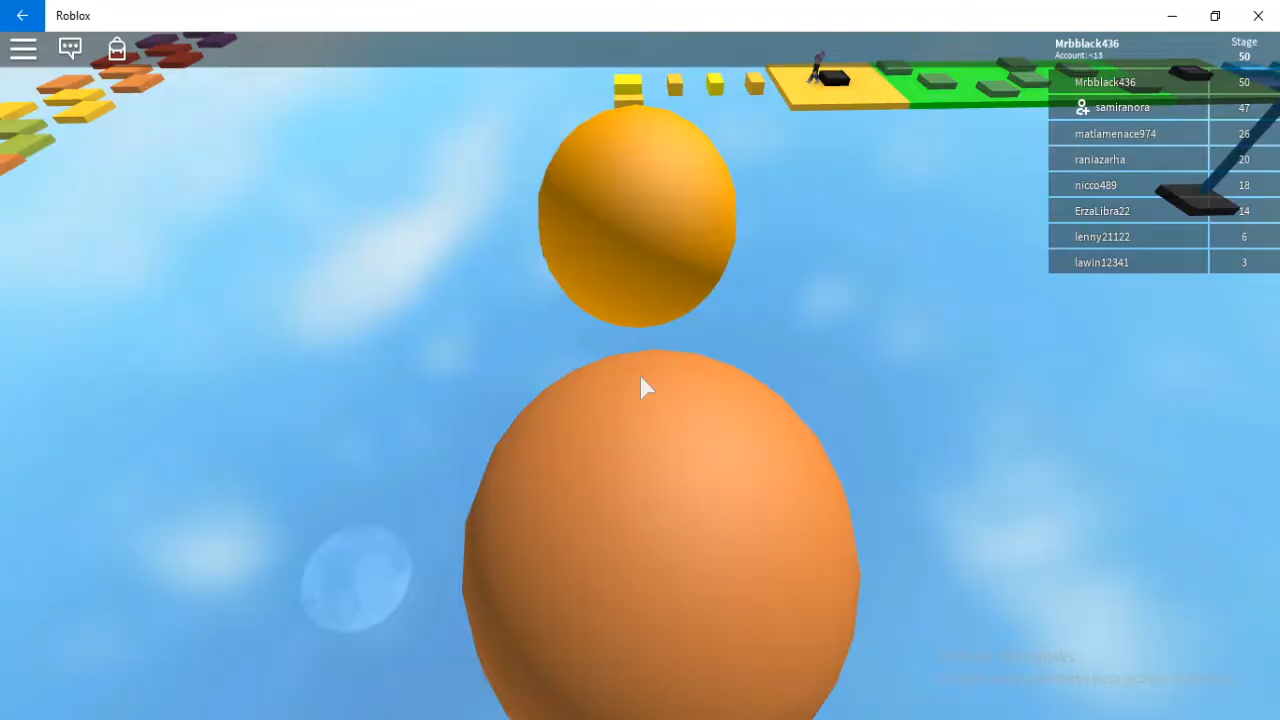 Roblox
Mrbblack436
Account: <13
Stage
50
Mrbblack436 50
samiranora 47
matlamenace974 26
raniazarha 20
nicco489 18
ErzaLibra22 14
lenny21122 6
lawin12341 3